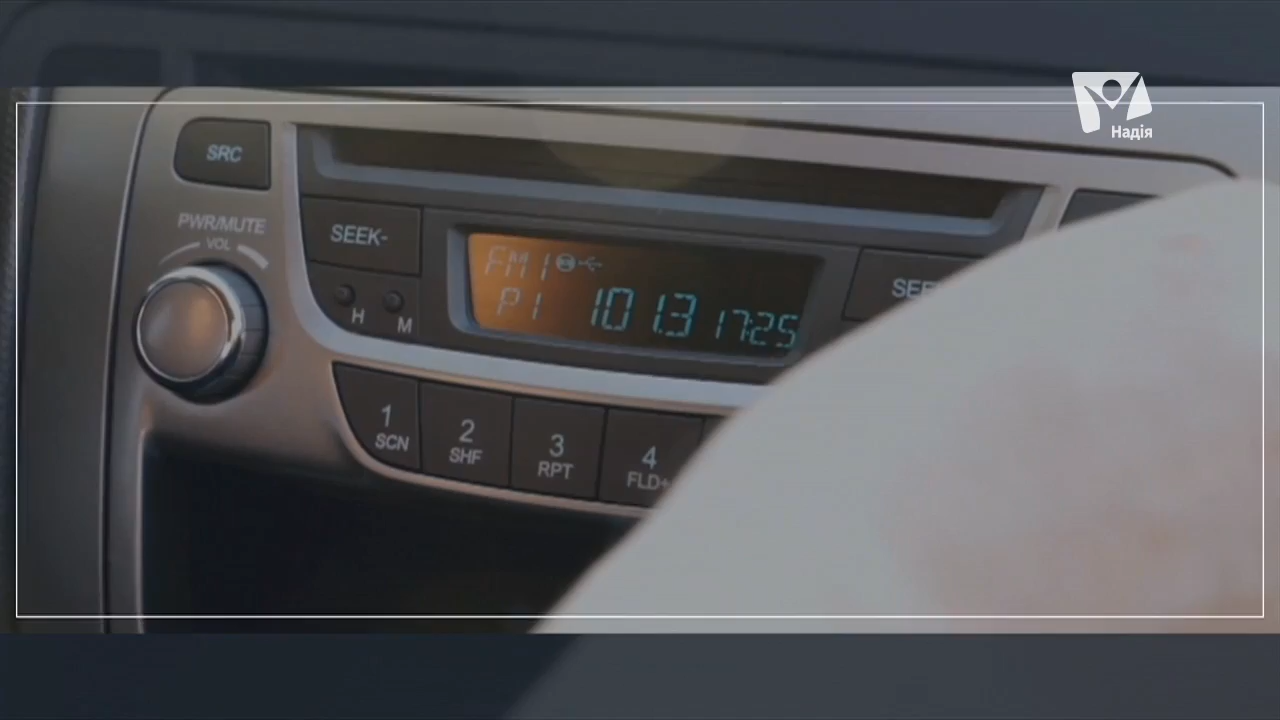 Надія
SRC
PWR/MUTE
VOL
SEEK-
FM1
SEE
P1 101.3 17:25
H M
1 2 3 4
SCN SHF RPT FLD+